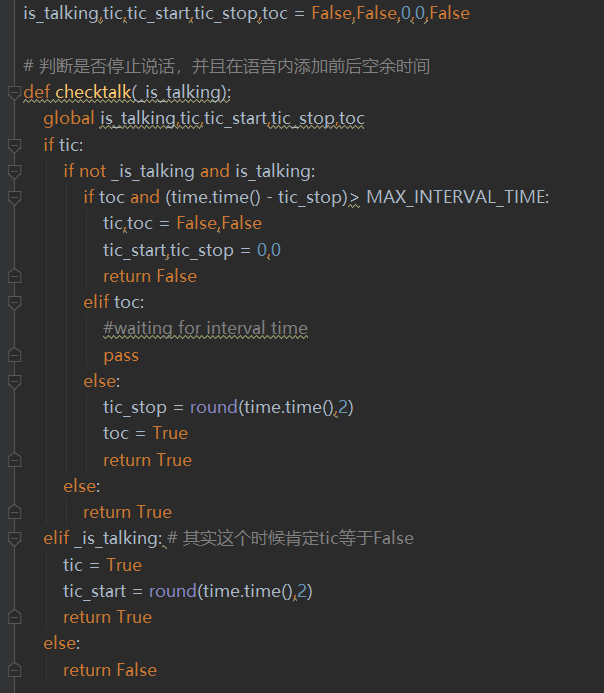 is_talking,tic,tic_start,tic_stop,toc = False,False,0,0,False
# 判断是否停止说话，并且在语音内添加前后空余时间
def checktalk(_is_talking):
    global is_talking,tic,tic_start,tic_stop,toc
    if tic:
        if not _is_talking and is_talking:
            if toc and (time.time() - tic_stop)> MAX_INTERVAL_TIME:
                tic,toc = False,False
                tic_start,tic_stop = 0,0
                return False
            elif toc:
                #waiting for interval time
                pass
            else:
                tic_stop = round(time.time(),2)
                toc = True
                return True
        else:
            return True
    elif _is_talking: # 其实这个时候肯定tic等于False
        tic = True
        tic_start = round(time.time(),2)
        return True
    else:
        return False